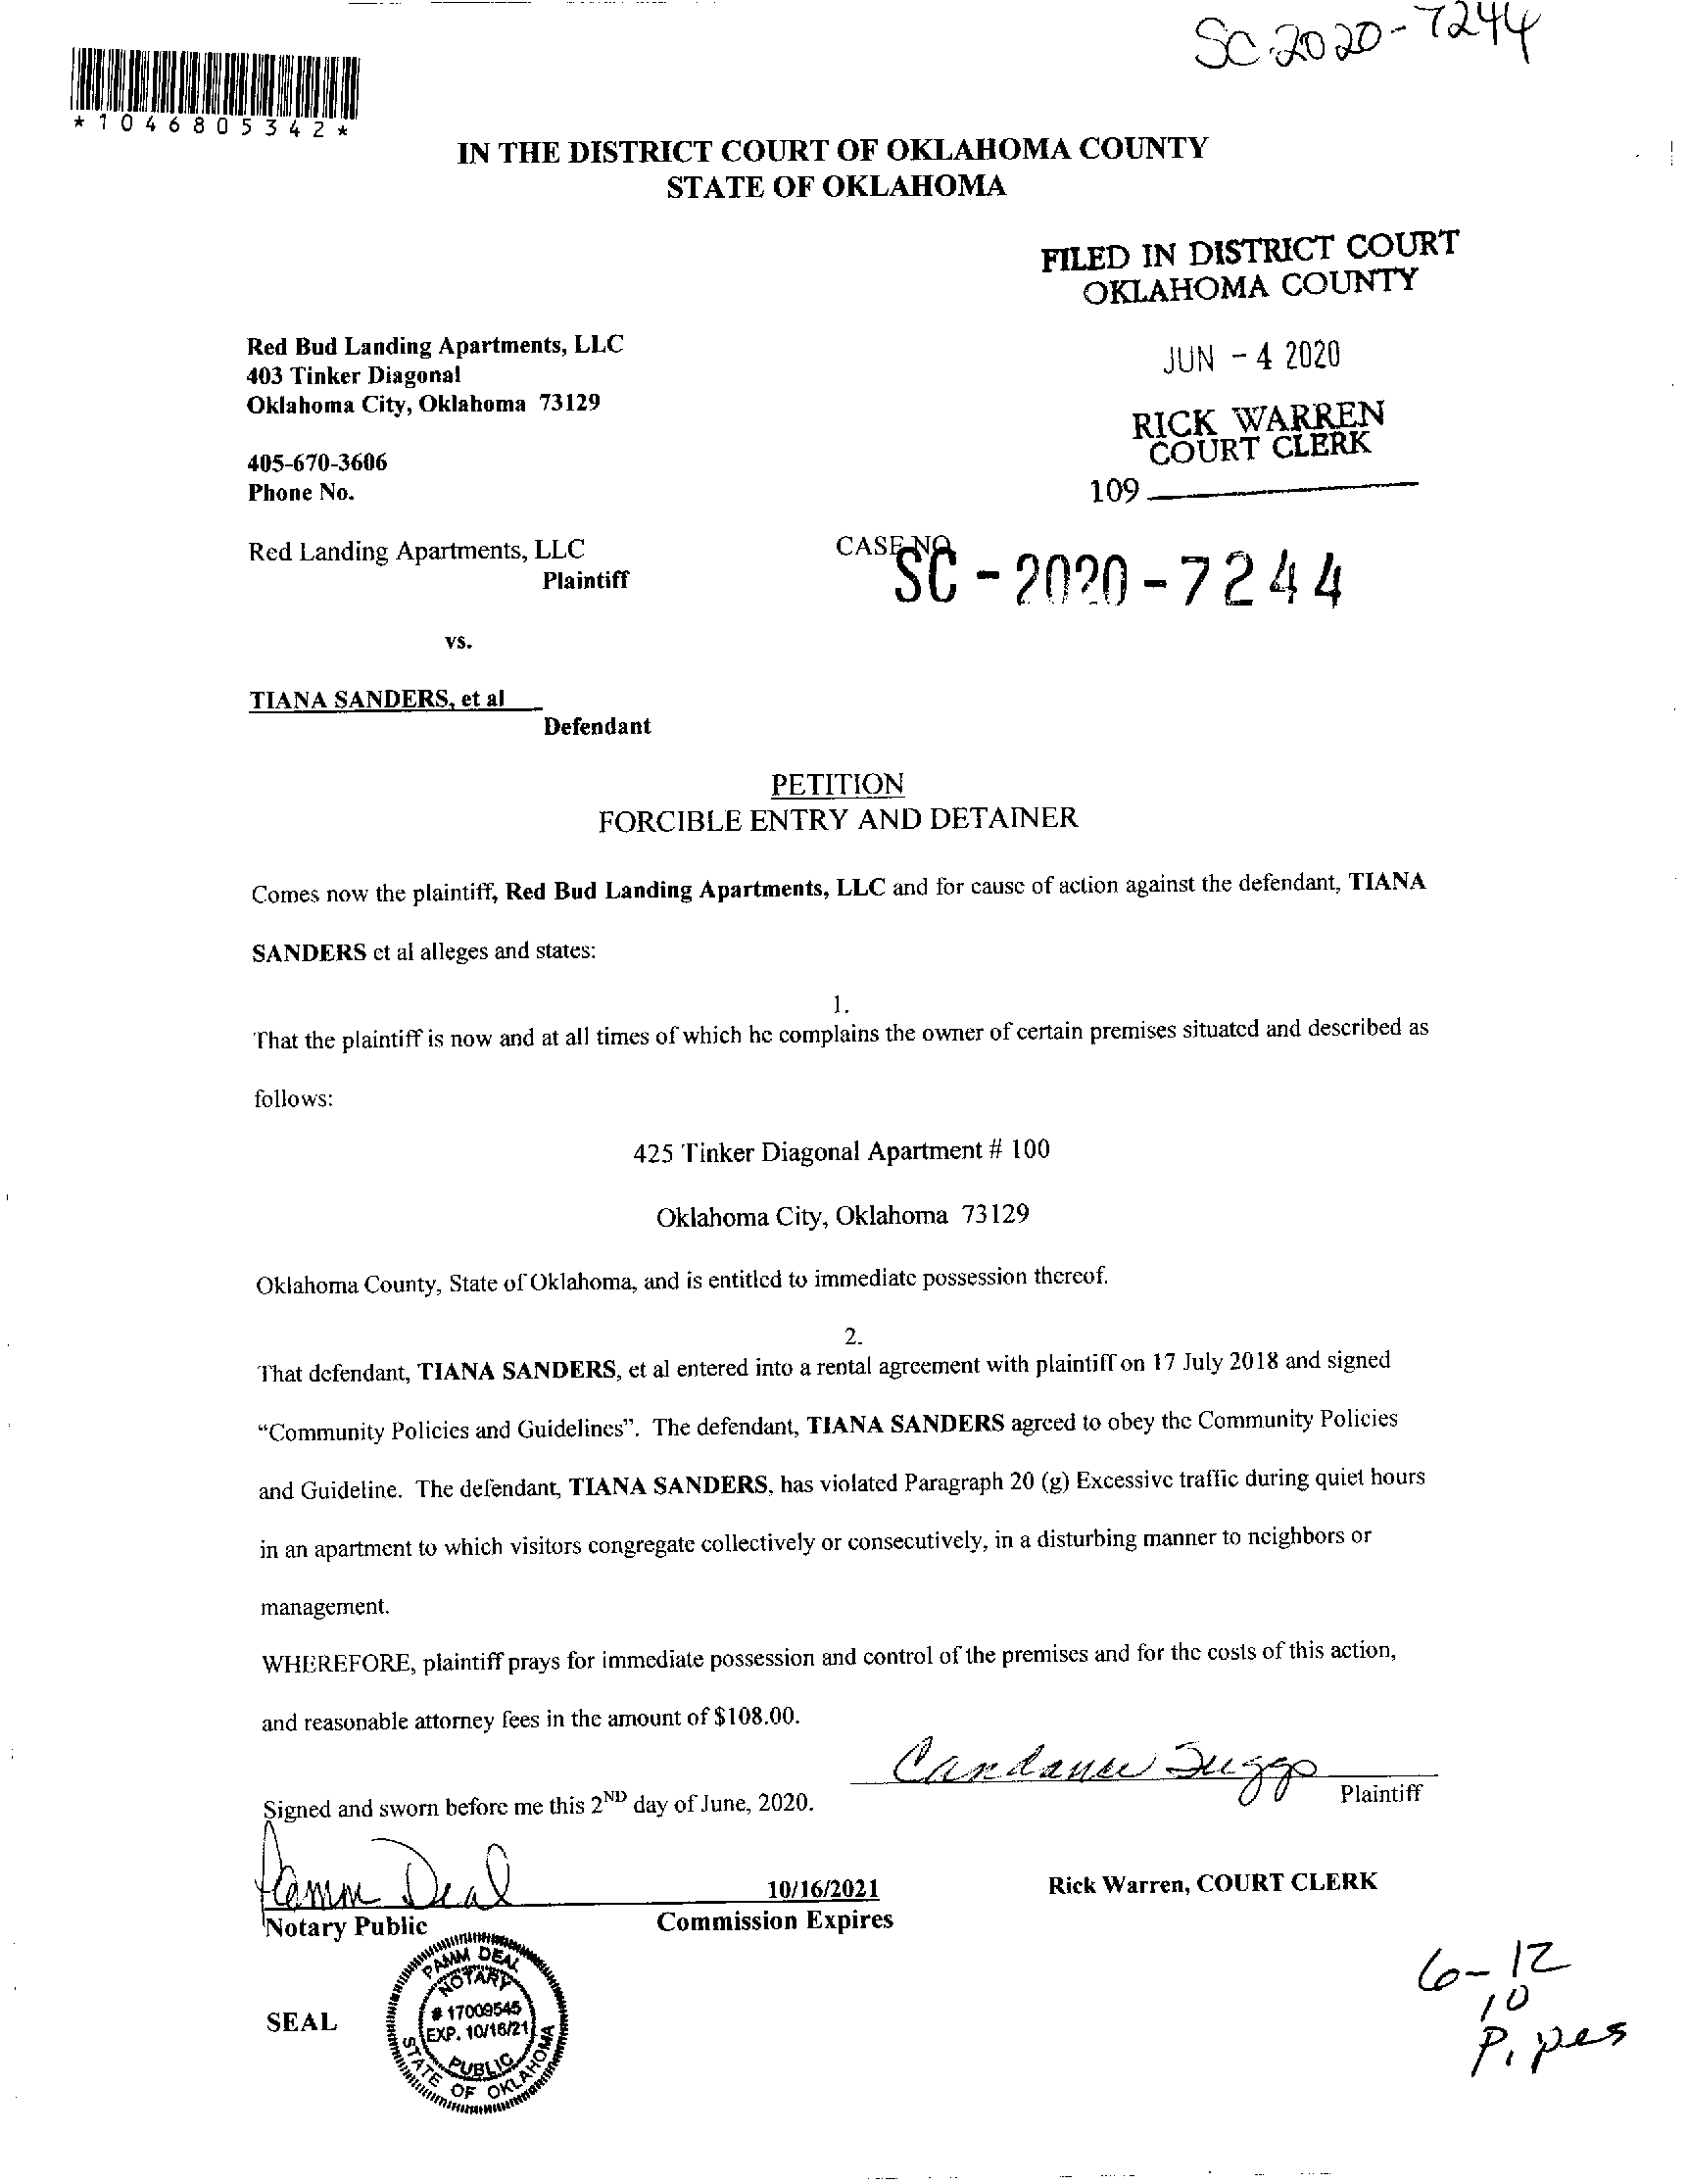 SC-2020-7244
*1046805342*
IN THE DISTRICT COURT OF OKLAHOMA COUNTY
STATE OF OKLAHOMA
FILED IN DISTRICT COURT
OKLAHOMA COUNTY
JUN - 4 2020
RICK WARREN
COURT CLERK
109
Red Bud Landing Apartments, LLC
403 Tinker Diagonal
Oklahoma City, Oklahoma 73129
405-670-3606
Phone No.
Red Landing Apartments, LLC
Plaintiff
CASE NO.
SC - 2020 - 7244
vs.
TIANA SANDERS, et al
Defendant
PETITION
FORCIBLE ENTRY AND DETAINER
Comes now the plaintiff, Red Bud Landing Apartments, LLC and for cause of action against the defendant, TIANA
SANDERS et al alleges and states:
1.
That the plaintiff is now and at all times of which he complains the owner of certain premises situated and described as
follows:
425 Tinker Diagonal Apartment # 100
Oklahoma City, Oklahoma 73129
Oklahoma County, State of Oklahoma, and is entitled to immediate possession thereof.
2.
That defendant, TIANA SANDERS, et al entered into a rental agreement with plaintiff on 17 July 2018 and signed
“Community Policies and Guidelines”. The defendant, TIANA SANDERS agreed to obey the Community Policies
and Guideline. The defendant, TIANA SANDERS, has violated Paragraph 20 (g) Excessive traffic during quiet hours
in an apartment to which visitors congregate collectively or consecutively, in a disturbing manner to neighbors or
management.
WHEREFORE, plaintiff prays for immediate possession and control of the premises and for the costs of this action,
and reasonable attorney fees in the amount of $108.00.
Candance Suggs
Plaintiff
Signed and sworn before me this 2ND day of June, 2020.
Pamm Deal
Notary Public
10/16/2021
Commission Expires
Rick Warren, COURT CLERK
SEAL
PAMM DEAL
NOTARY
# 17009545
EXP. 10/16/21
PUBLIC
STATE OF OKLAHOMA
6-12
10
Pipes